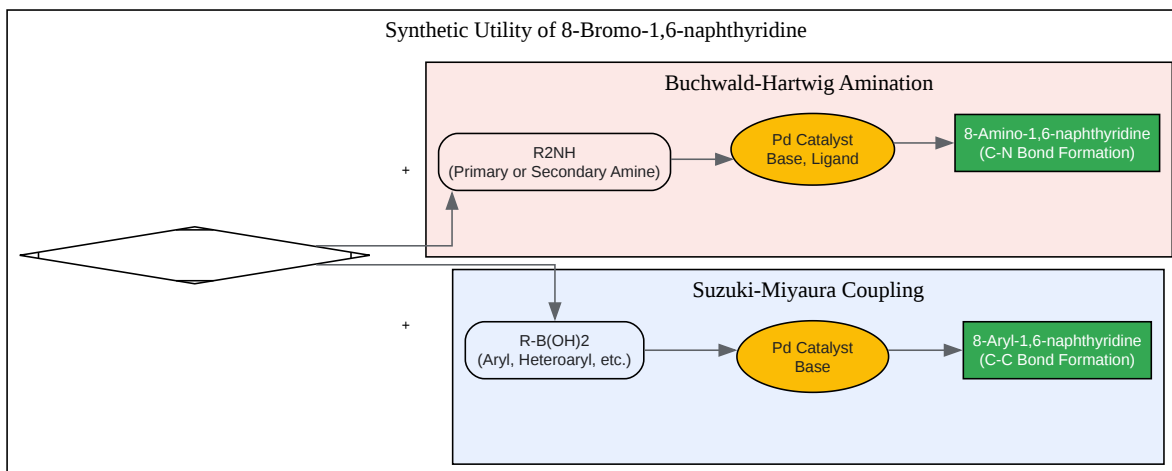 Synthetic Utility of 8-Bromo-1,6-naphthyridine
Buchwald-Hartwig Amination
+
R2NH
(Primary or Secondary Amine)
Pd Catalyst
Base, Ligand
8-Amino-1,6-naphthyridine
(C-N Bond Formation)
Suzuki-Miyaura Coupling
+
R-B(OH)2
(Aryl, Heteroaryl, etc.)
Pd Catalyst
Base
8-Aryl-1,6-naphthyridine
(C-C Bond Formation)